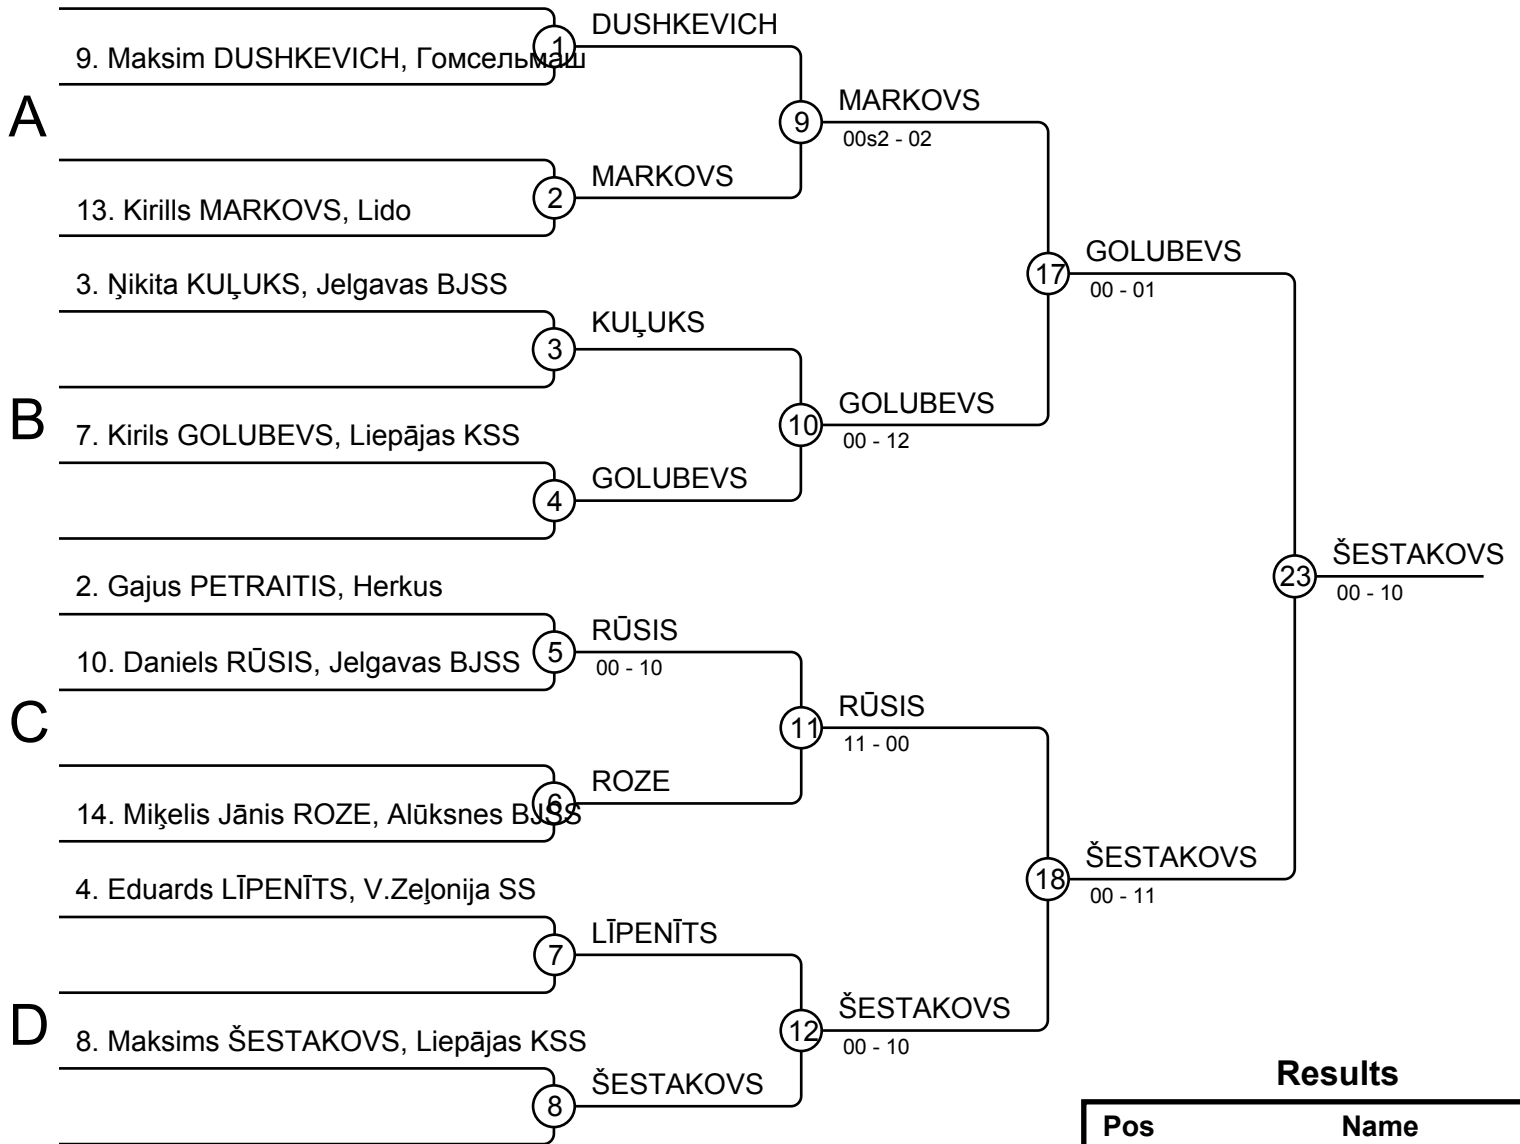 DUSHKEVICH
9. Maksim DUSHKEVICH, Гомсельмаш
1
A
MARKOVS
9
00s2 - 02
MARKOVS
2
13. Kirills MARKOVS, Lido
GOLUBEVS
17
00 - 01
3. Ņikita KUĻUKS, Jelgavas BJSS
KUĻUKS
3
B
GOLUBEVS
10
00 - 12
7. Kirils GOLUBEVS, Liepājas KSS
GOLUBEVS
4
ŠESTAKOVS
23
00 - 10
2. Gajus PETRAITIS, Herkus
RŪSIS
5
00 - 10
10. Daniels RŪSIS, Jelgavas BJSS
C
RŪSIS
11
11 - 00
ROZE
6
14. Miķelis Jānis ROZE, Alūksnes BJSS
ŠESTAKOVS
18
00 - 11
4. Eduards LĪPENĪTS, V.Zeļonija SS
LĪPENĪTS
7
D
ŠESTAKOVS
12
00 - 10
8. Maksims ŠESTAKOVS, Liepājas KSS
ŠESTAKOVS
8
Results
Pos Name